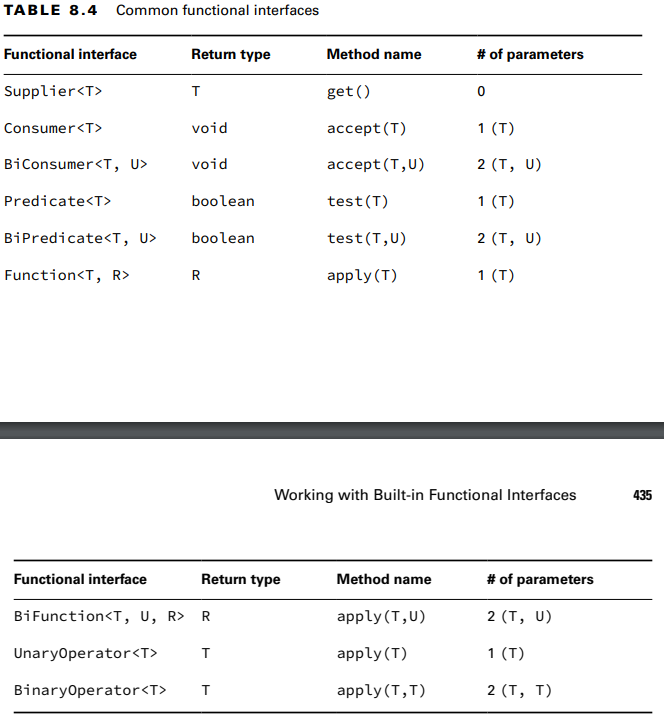 TABLE 8.4 Common functional interfaces
Functional interface Return type Method name # of parameters
Supplier<T> T get() 0
Consumer<T> void accept(T) 1 (T)
BiConsumer<T, U> void accept(T,U) 2 (T, U)
Predicate<T> boolean test(T) 1 (T)
BiPredicate<T, U> boolean test(T,U) 2 (T, U)
Function<T, R> R apply(T) 1 (T)
Working with Built-in Functional Interfaces 435
Functional interface Return type Method name # of parameters
BiFunction<T, U, R> R apply(T,U) 2 (T, U)
UnaryOperator<T> T apply(T) 1 (T)
BinaryOperator<T> T apply(T,T) 2 (T, T)